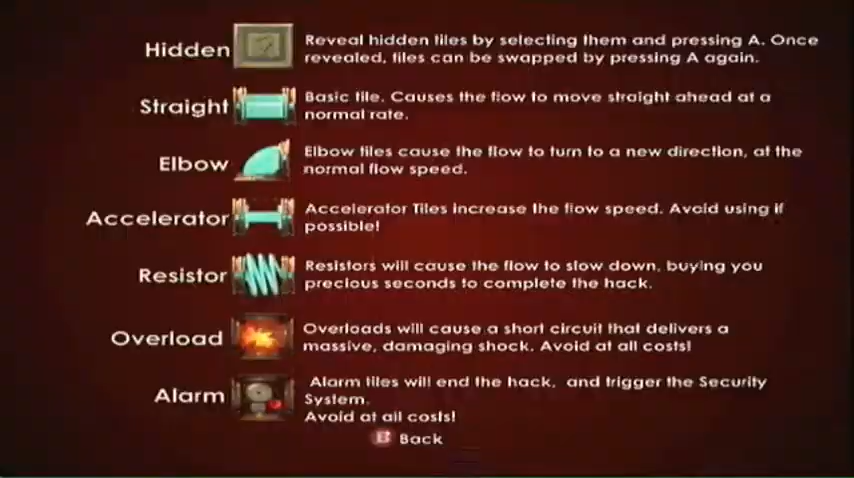 Hidden
Reveal hidden tiles by selecting them and pressing A. Once
revealed, tiles can be swapped by pressing A again.
Straight
Basic tile. Causes the flow to move straight ahead at a
normal rate.
Elbow
Elbow tiles cause the flow to turn to a new direction, at the
normal flow speed.
Accelerator
Accelerator Tiles increase the flow speed. Avoid using if
possible!
Resistor
Resistors will cause the flow to slow down, buying you
precious seconds to complete the hack.
Overload
Overloads will cause a short circuit that delivers a
massive, damaging shock. Avoid at all costs!
Alarm
Alarm tiles will end the hack, and trigger the Security
System.
Avoid at all costs!
B Back